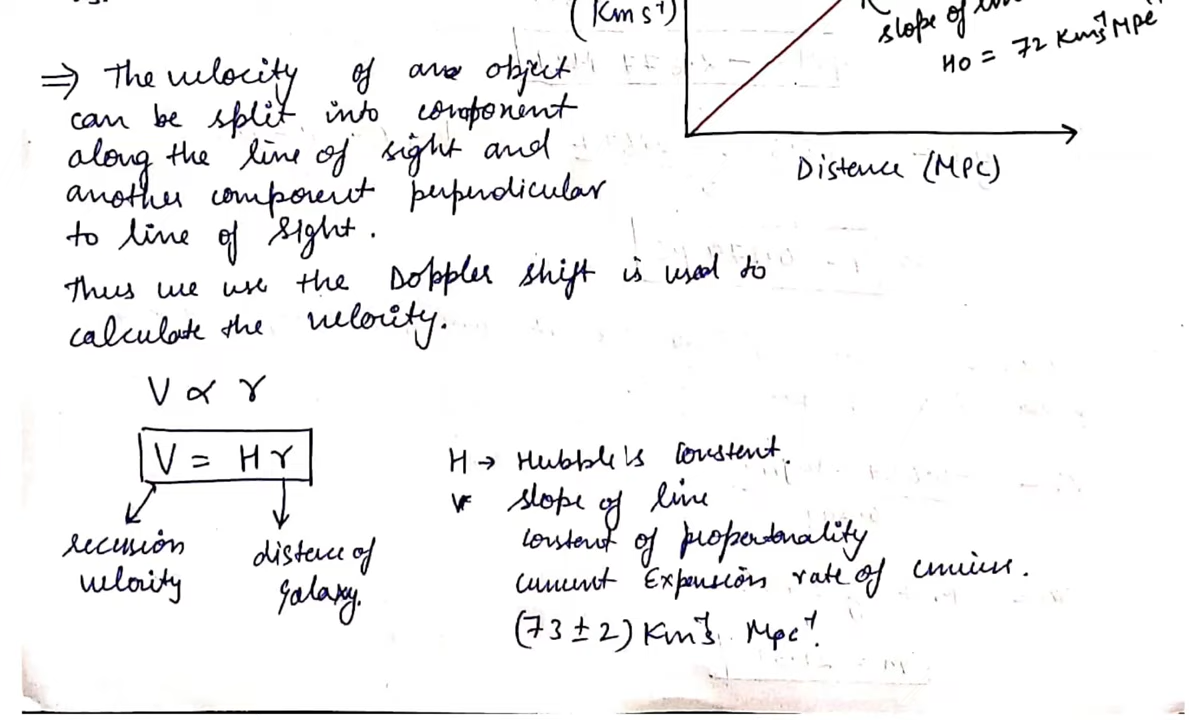 (Kms⁻¹)
slope of
H0 = 72 Kms⁻¹ Mpc⁻¹
Distance (MPC)
⇒ The velocity of an object
can be split into component
along the line of sight and
another component perpendicular
to line of sight.
Thus we use the Doppler shift is used to
calculate the velocity.
V ∝ r
V = Hr
recession
velocity
distance of
galaxy.
H → Hubble's constant.
slope of line
constant of proportionality
current Expansion rate of univers.
(73 ± 2) Kms⁻¹ Mpc⁻¹.